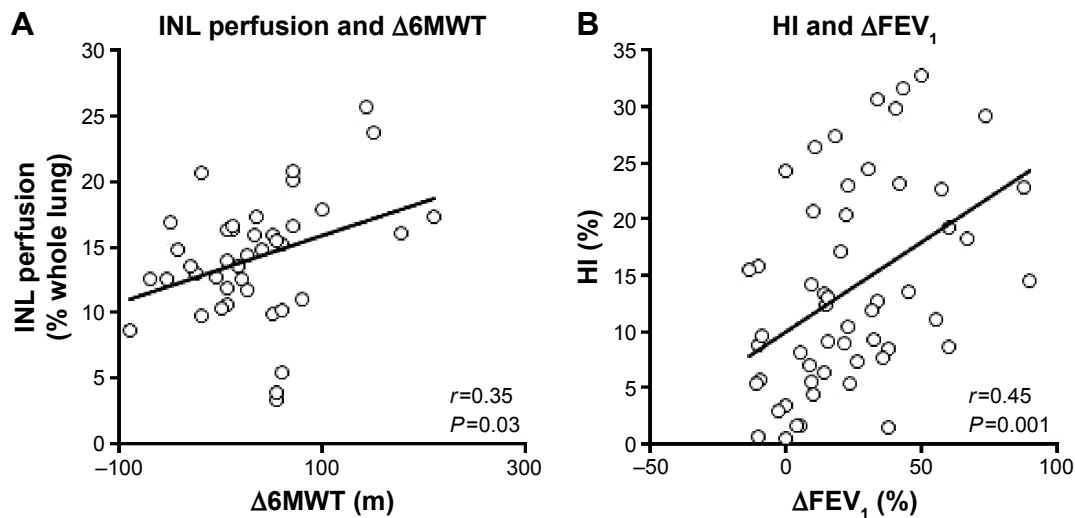 A
INL perfusion and Δ6MWT
INL perfusion
(% whole lung)
30
25
20
15
10
5
0
r=0.35
P=0.03
–100
100
300
Δ6MWT (m)
B
HI and ΔFEV₁
HI (%)
35
30
25
20
15
10
5
0
r=0.45
P=0.001
–50
0
50
100
ΔFEV₁ (%)